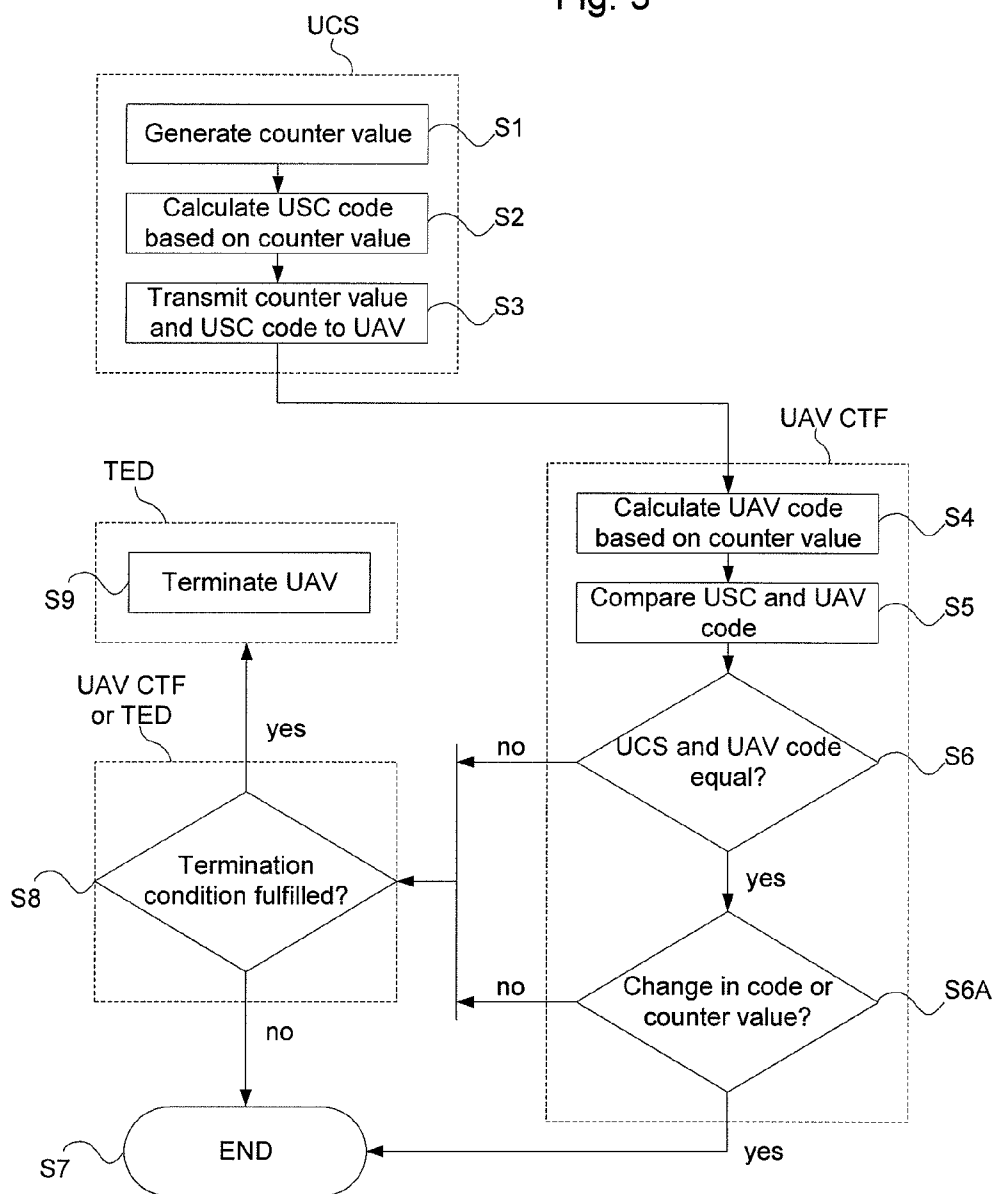 Fig. 3
UCS
Generate counter value
S1
Calculate USC code
based on counter value
S2
Transmit counter value
and USC code to UAV
S3
UAV CTF
TED
Calculate UAV code
based on counter value
S4
Terminate UAV
S9
Compare USC and UAV
code
S5
UAV CTF
or TED
yes
no
UCS and UAV code
equal?
S6
Termination
condition fulfilled?
S8
yes
no
Change in code or
counter value?
S6A
no
END
S7
yes